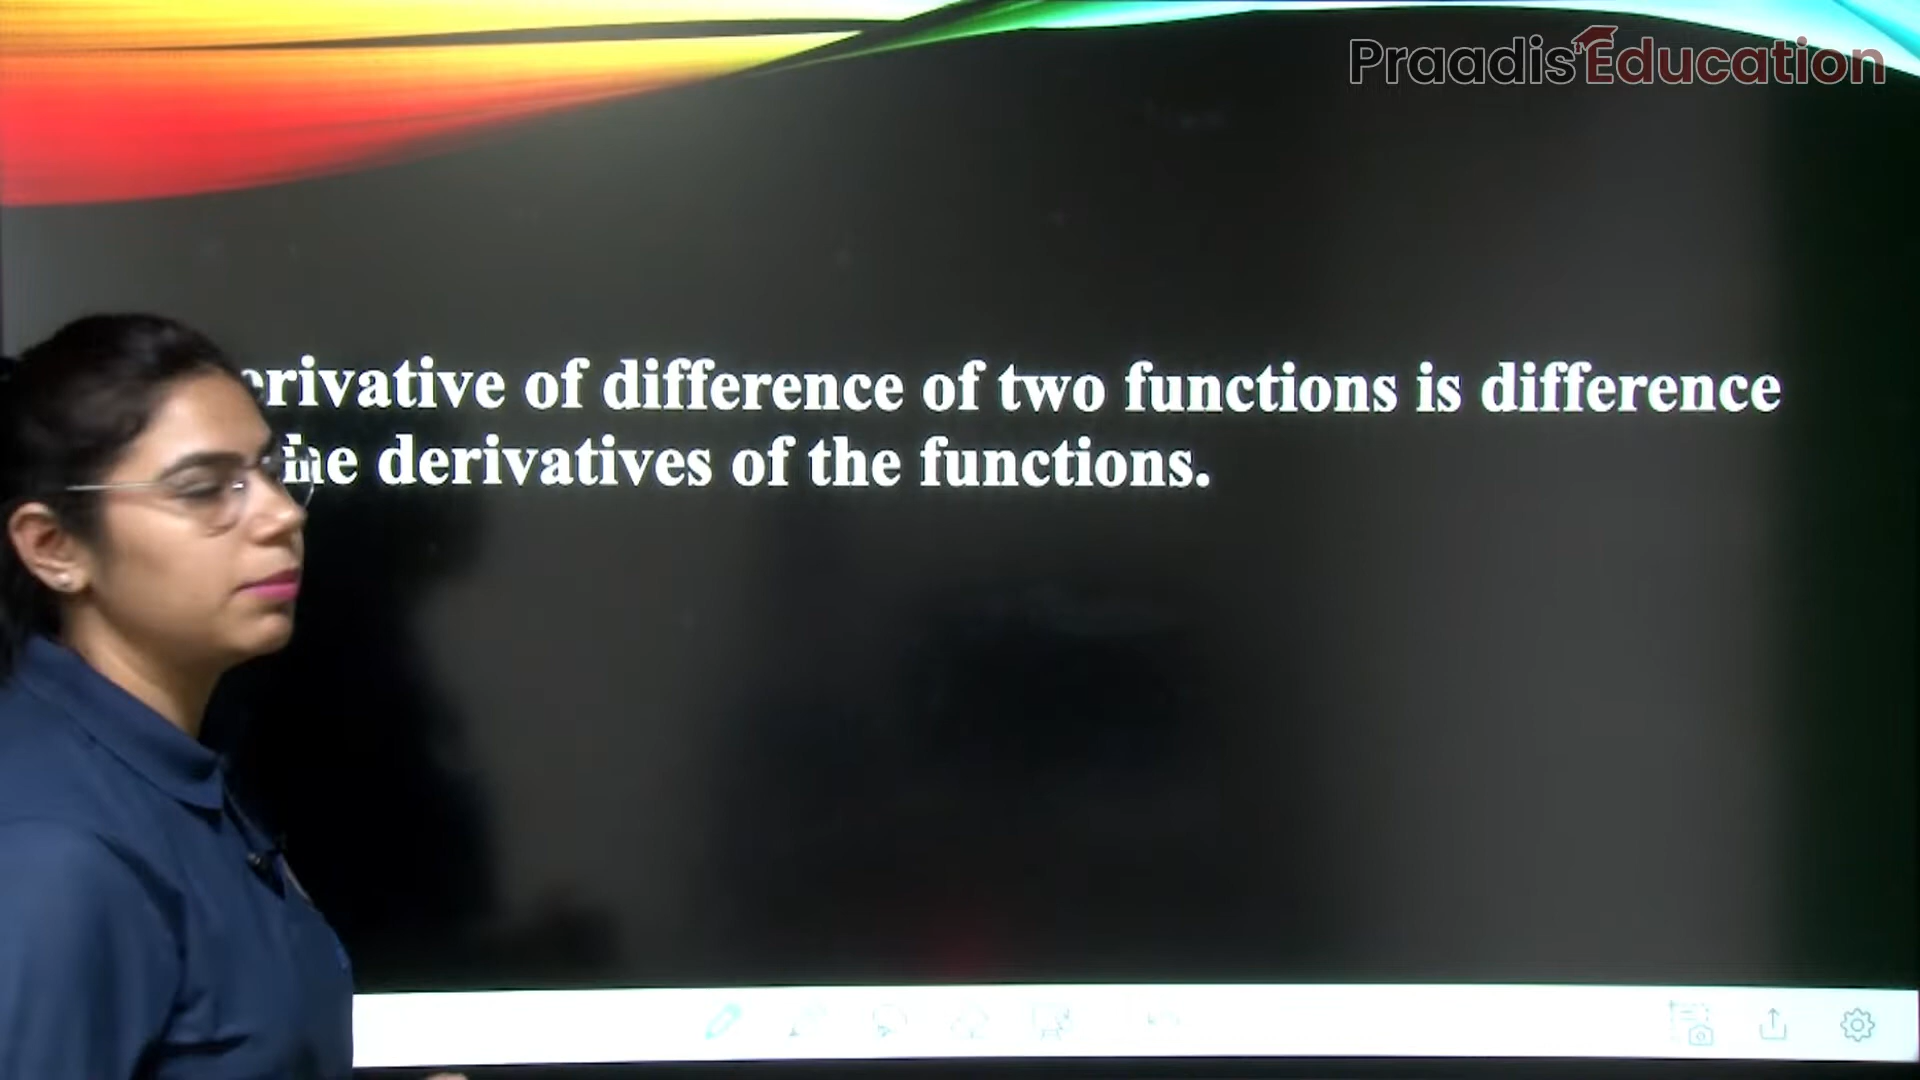 Praadis Education
erivative of difference of two functions is difference
he derivatives of the functions.